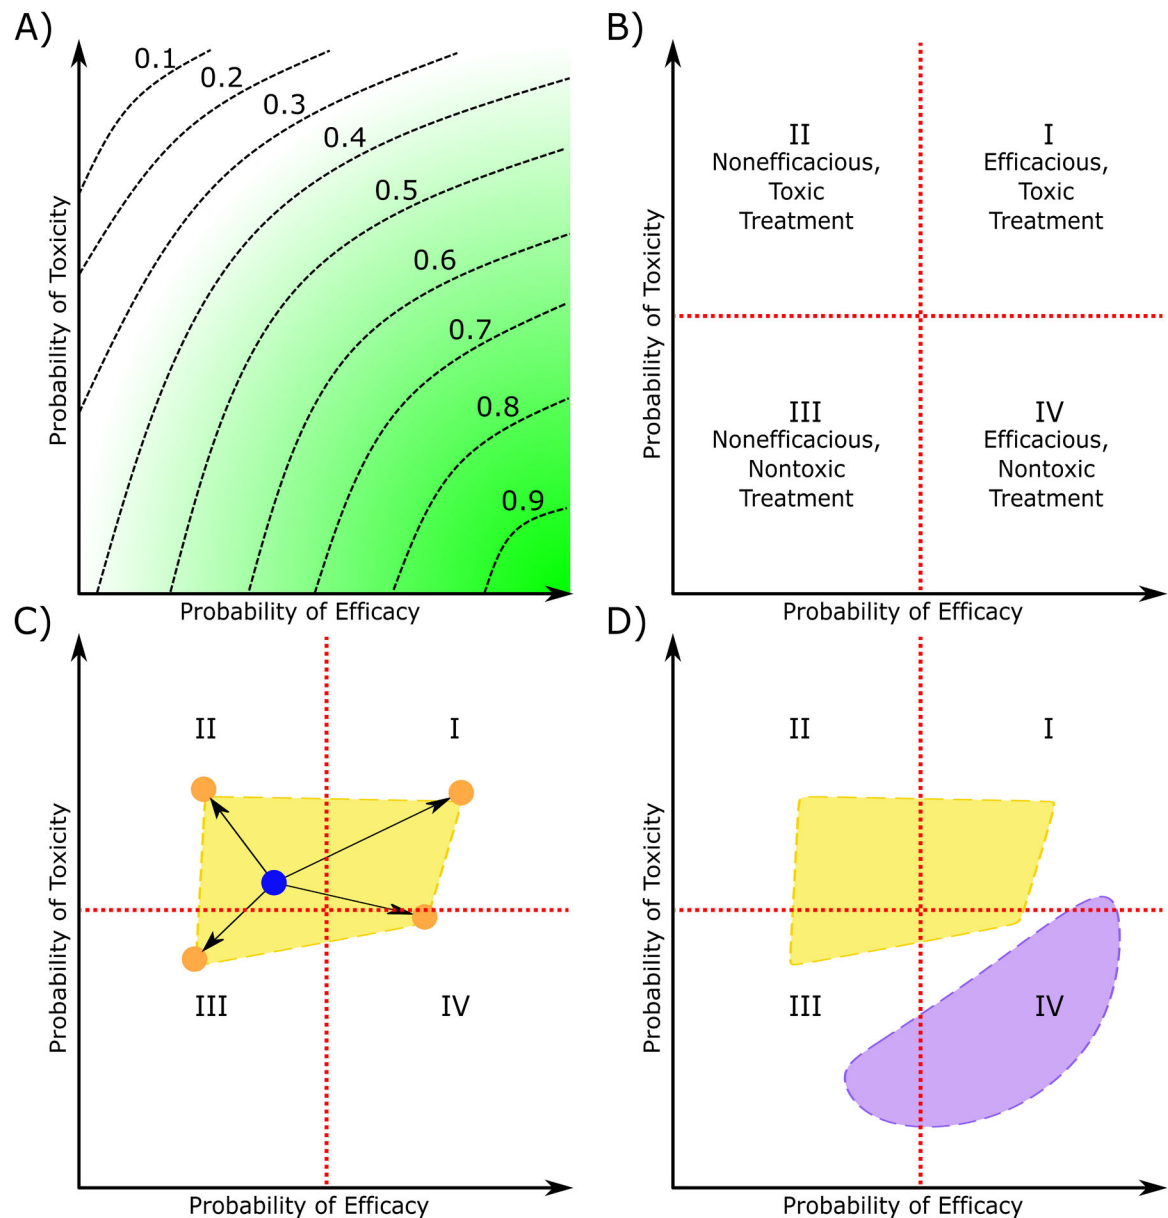 A)
0.1
0.2
0.3
0.4
0.5
0.6
0.7
0.8
0.9
Probability of Toxicity
Probability of Efficacy
B)
II
Nonefficacious,
Toxic
Treatment
I
Efficacious,
Toxic
Treatment
III
Nonefficacious,
Nontoxic
Treatment
IV
Efficacious,
Nontoxic
Treatment
Probability of Toxicity
Probability of Efficacy
C)
II
I
III
IV
Probability of Toxicity
Probability of Efficacy
D)
II
I
III
IV
Probability of Toxicity
Probability of Efficacy